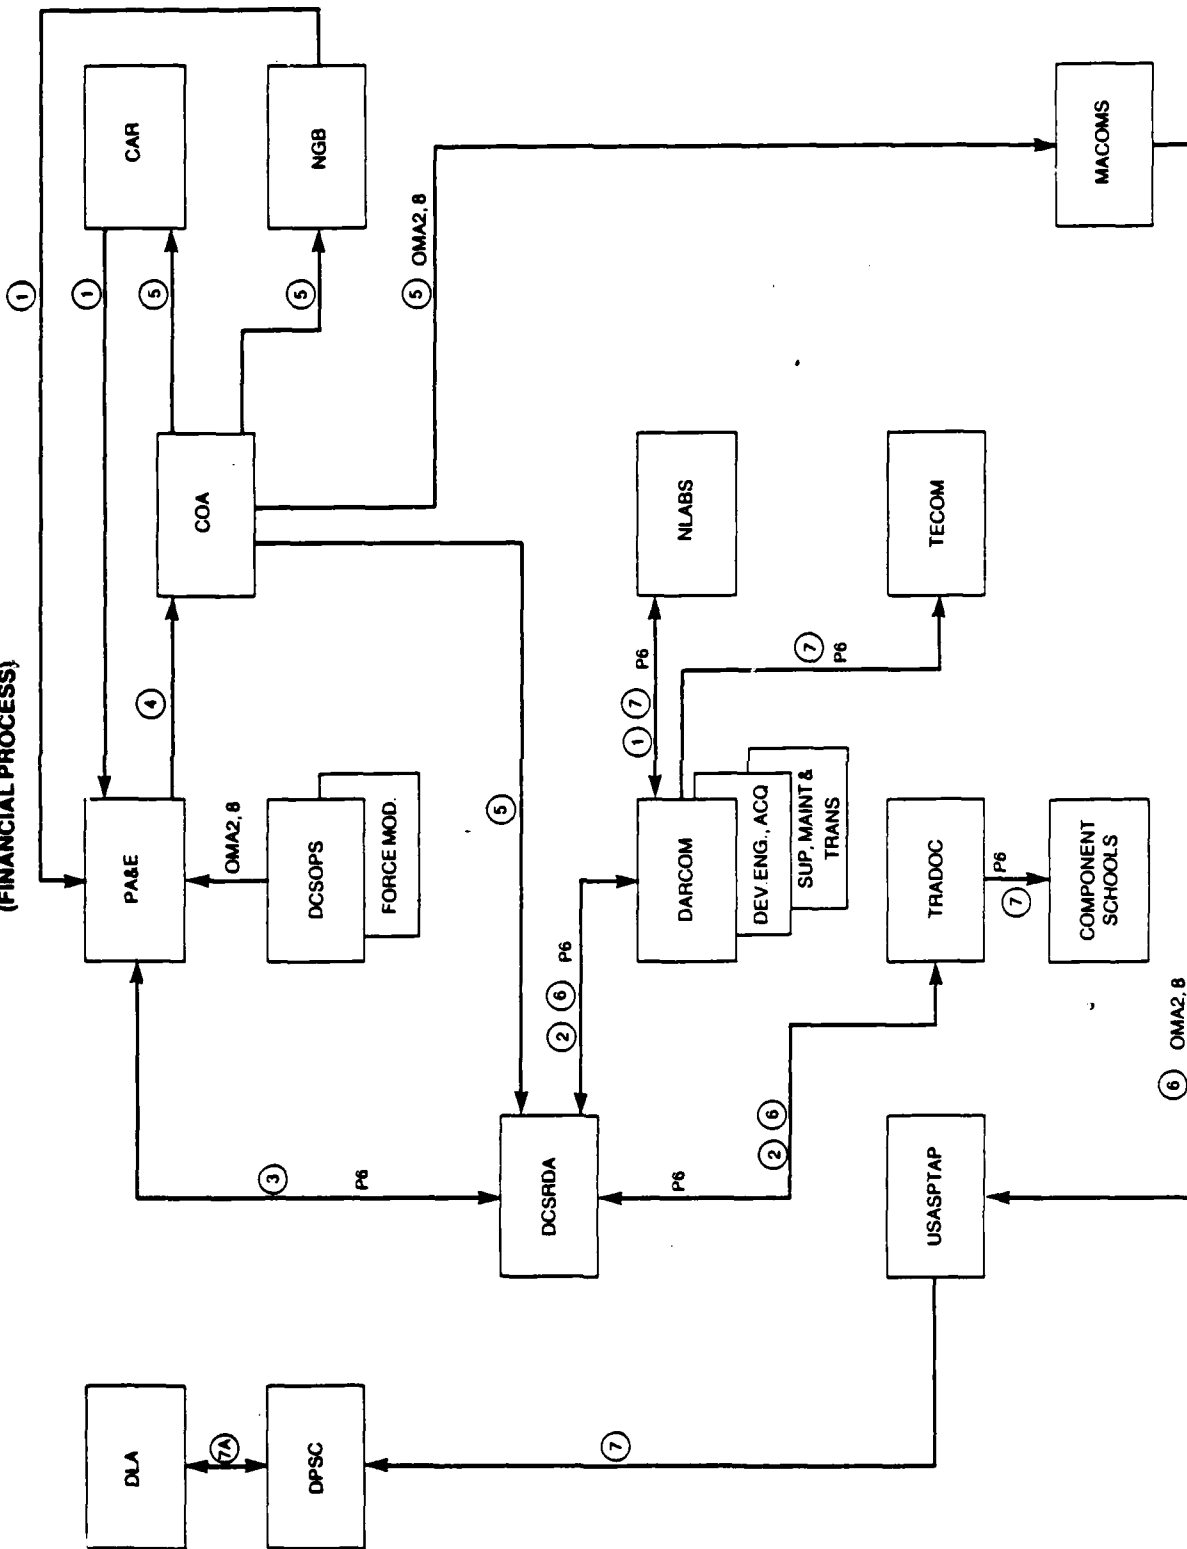 (FINANCIAL PROCESS)
DLA
7A
DPSC
7
PA&E
1
1
CAR
5
NGB
5
4
COA
OMA2, 8
DCSOPS
FORCE MOD.
3
P6
5
5 OMA2, 8
DCSRDA
2 6 P6
DARCOM
DEV. ENG., ACQ
SUP, MAINT &
TRANS
1 7 P6
NLABS
7
P6
TECOM
P6
2 6
TRADOC
7
P6
COMPONENT
SCHOOLS
USASPTAP
MACOMS
6 OMA2, 8